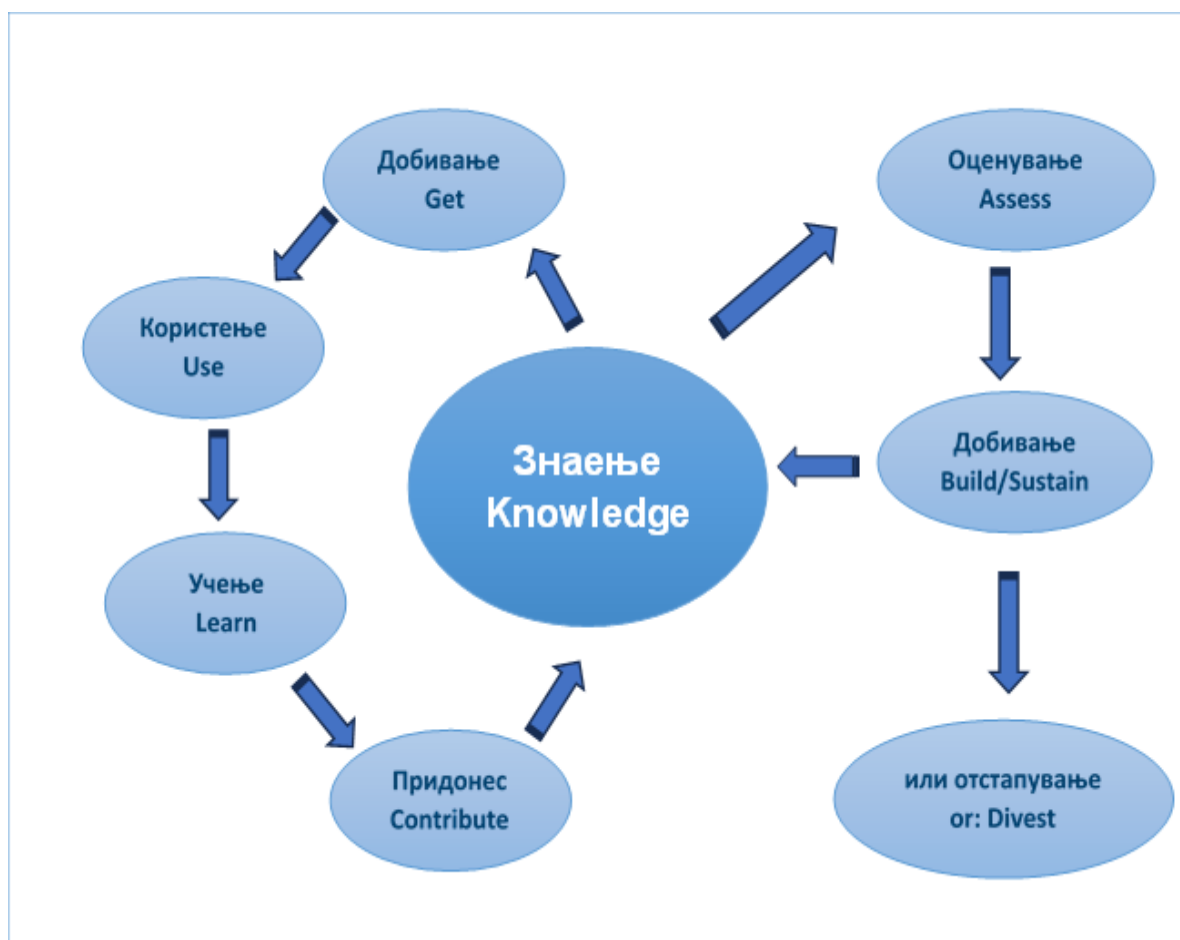 Добивање
Get
Оценување
Assess
Користење
Use
Добивање
Build/Sustain
Знаење
Knowledge
Учење
Learn
Придонес
Contribute
или отстапување
or: Divest